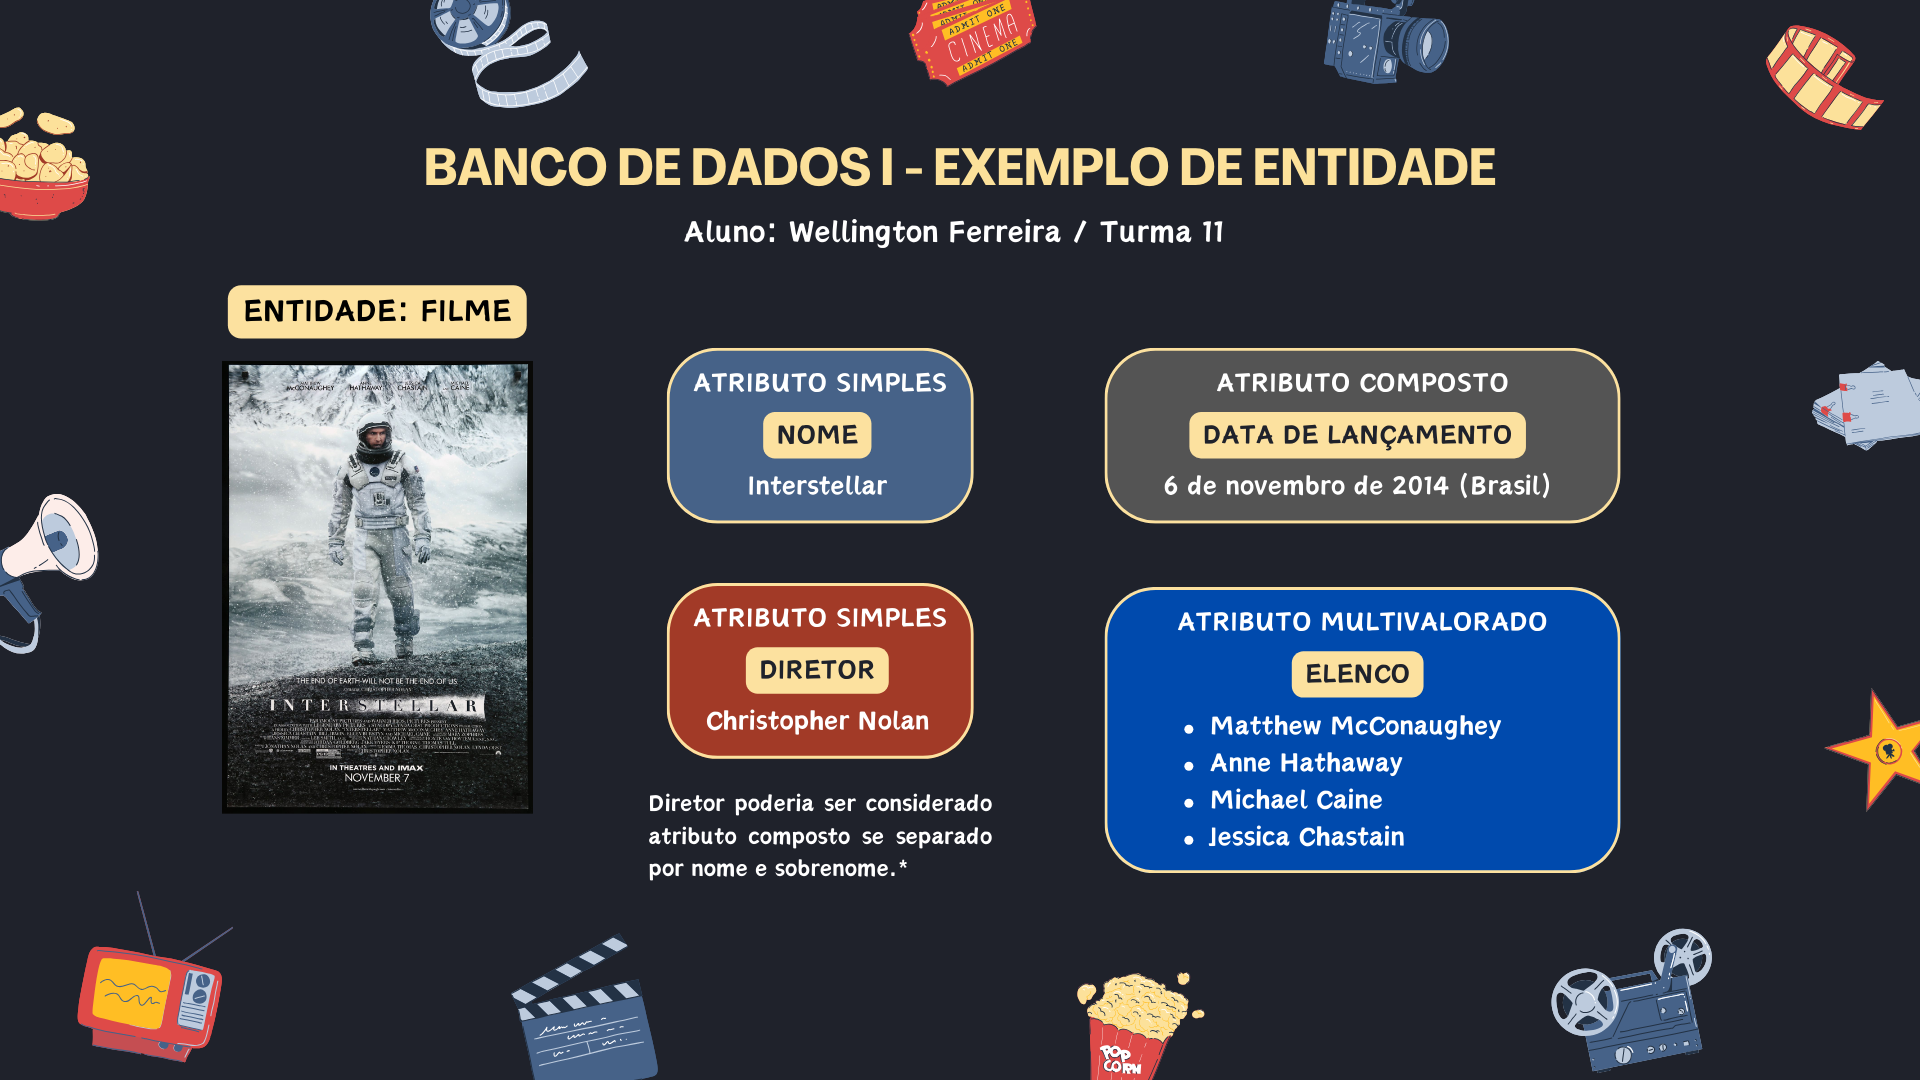 ADMIT ONE
ADMIT ONE
CINEMA
ADMIT ONE
BANCO DE DADOS I - EXEMPLO DE ENTIDADE
Aluno: Wellington Ferreira / Turma 11
ENTIDADE: FILME
McCONAUGHEY HATHAWAY CHASTAIN CAINE
THE END OF EARTH WILL NOT BE THE END OF US
INTERSTELLAR
IN THEATRES AND IMAX
NOVEMBER 7
ATRIBUTO SIMPLES
NOME
Interstellar
ATRIBUTO COMPOSTO
DATA DE LANÇAMENTO
6 de novembro de 2014 (Brasil)
ATRIBUTO SIMPLES
DIRETOR
Christopher Nolan
Diretor poderia ser considerado
atributo composto se separado
por nome e sobrenome.*
ATRIBUTO MULTIVALORADO
ELENCO
• Matthew McConaughey
• Anne Hathaway
• Michael Caine
• Jessica Chastain
POP
CORN